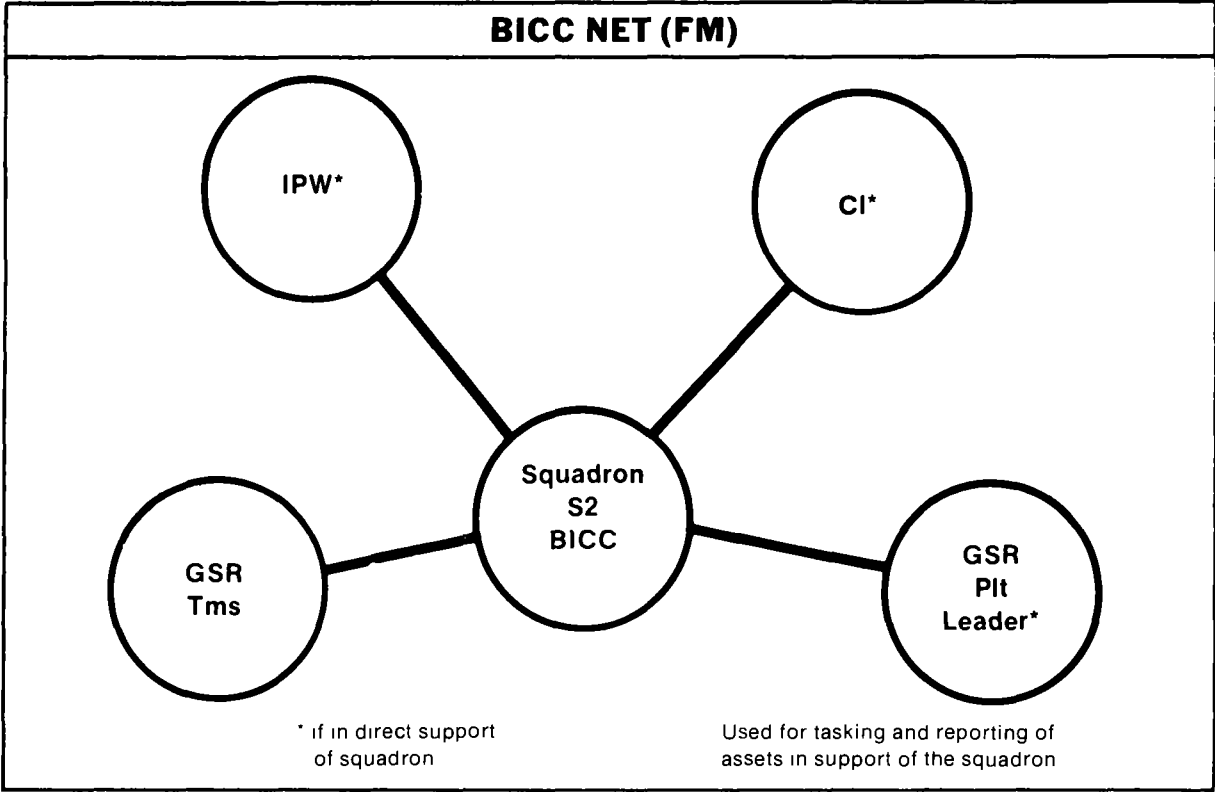 BICC NET (FM)
IPW*
CI*
Squadron
S2
BICC
GSR
Tms
GSR
Plt
Leader*
* if in direct support
of squadron
Used for tasking and reporting of
assets in support of the squadron